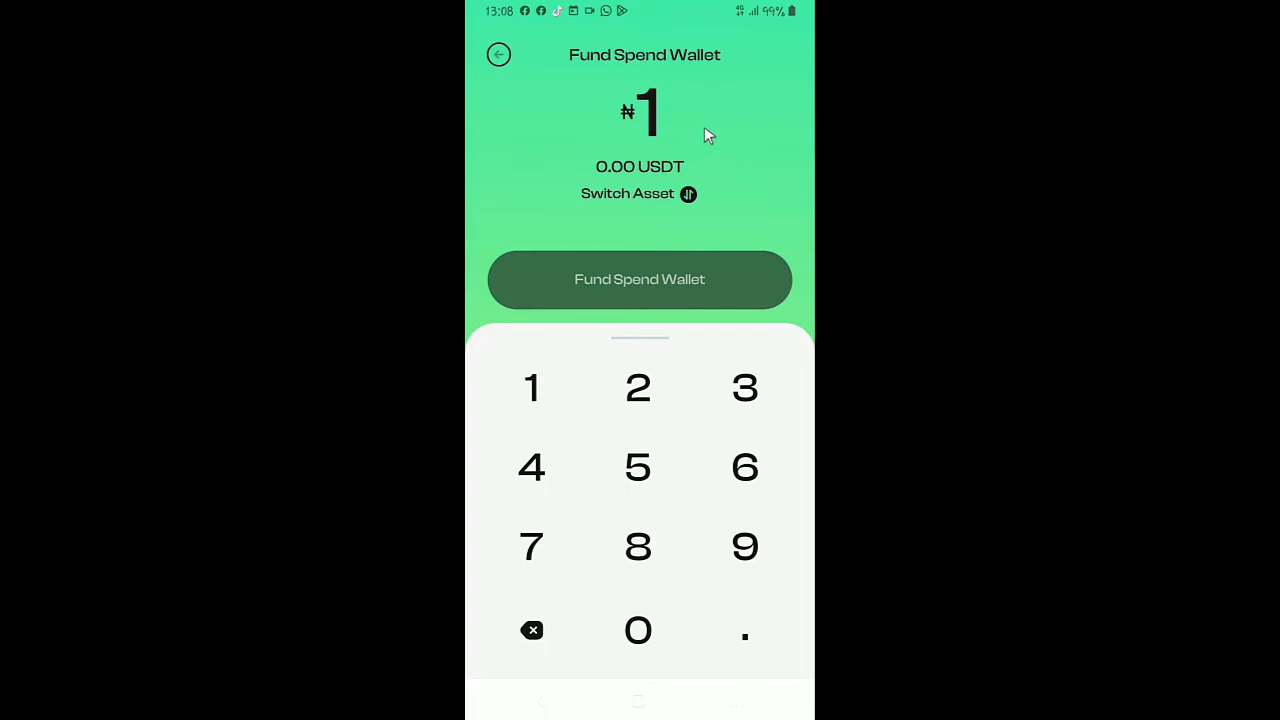 13:08 4G 99%
Fund Spend Wallet
₦1
0.00 USDT
Switch Asset
Fund Spend Wallet
1 2 3
4 5 6
7 8 9
0 .